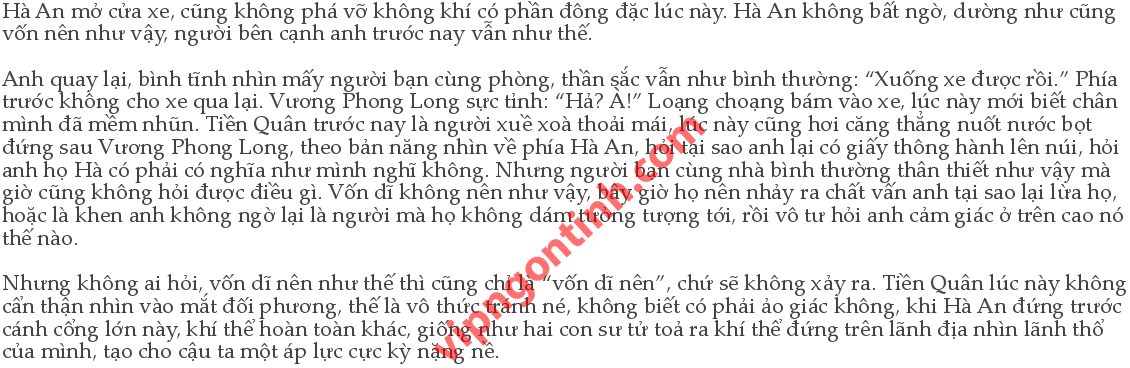 Hà An mở cửa xe, cũng không phá vỡ không khí có phần đông đặc lúc này. Hà An không bất ngờ, dường như cũng
vốn nên như vậy, người bên cạnh anh trước nay vẫn như thế.
Anh quay lại, bình tĩnh nhìn mấy người bạn cùng phòng, thần sắc vẫn như bình thường: “Xuống xe được rồi.” Phía
trước không cho xe qua lại. Vương Phong Long sực tỉnh: “Hả? À!” Loạng choạng bám vào xe, lúc này mới biết chân
mình đã mềm nhũn. Tiền Quân trước nay là người xuề xoà thoải mái, lúc này cũng hơi căng thẳng nuốt nước bọt
đứng sau Vương Phong Long, theo bản năng nhìn về phía Hà An, hỏi tại sao anh lại có giấy thông hành lên núi, hỏi
anh họ Hà có phải có nghĩa như mình nghĩ không. Nhưng người bạn cùng nhà bình thường thân thiết như vậy mà
giờ cũng không hỏi được điều gì. Vốn dĩ không nên như vậy, bây giờ họ nên nhảy ra chất vấn anh tại sao lại lừa họ,
hoặc là khen anh không ngờ lại là người mà họ không dám tưởng tượng tới, rồi vô tư hỏi anh cảm giác ở trên cao nó
thế nào.
Nhưng không ai hỏi, vốn dĩ nên như thế thì cũng chỉ là “vốn dĩ nên”, chứ sẽ không xảy ra. Tiền Quân lúc này không
cẩn thận nhìn vào mắt đối phương, thế là vô thức tránh né, không biết có phải ảo giác không, khi Hà An đứng trước
cánh cổng lớn này, khí thế hoàn toàn khác, giống như hai con sư tử toả ra khí thế đứng trên lãnh địa nhìn lãnh thổ
của mình, tạo cho cậu ta một áp lực cực kỳ nặng nề.
vipngontinh.com